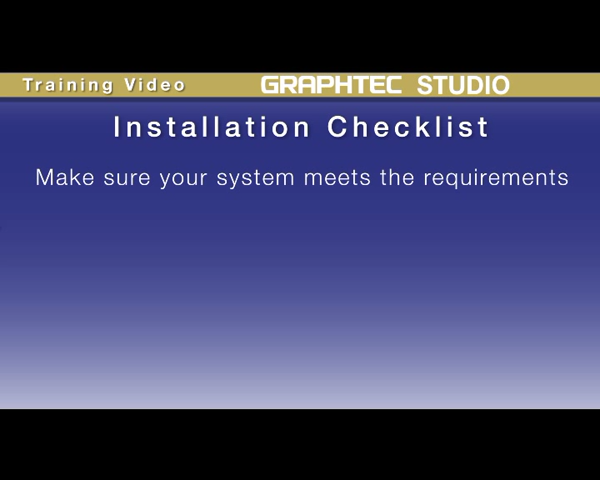 Training Video GRAPHTEC STUDIO
Installation Checklist
Make sure your system meets the requirements